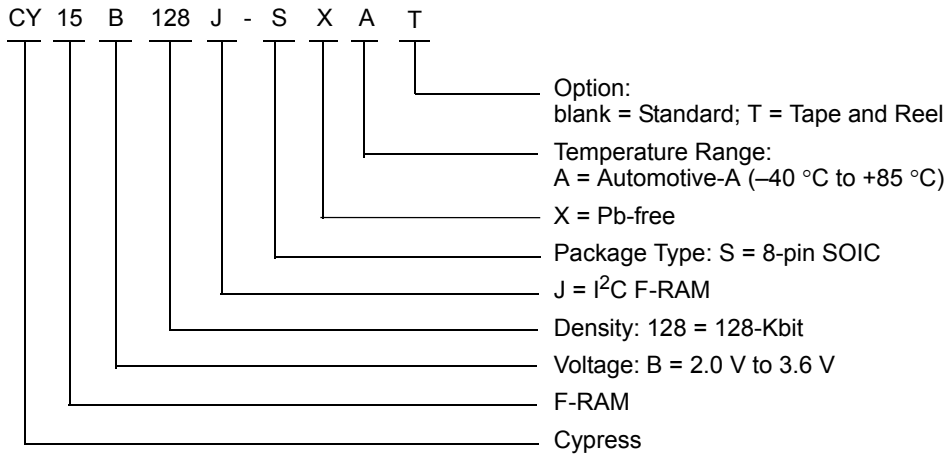 CY 15 B 128 J - S X A T
Option:
blank = Standard; T = Tape and Reel
Temperature Range:
A = Automotive-A (–40 °C to +85 °C)
X = Pb-free
Package Type: S = 8-pin SOIC
J = I²C F-RAM
Density: 128 = 128-Kbit
Voltage: B = 2.0 V to 3.6 V
F-RAM
Cypress